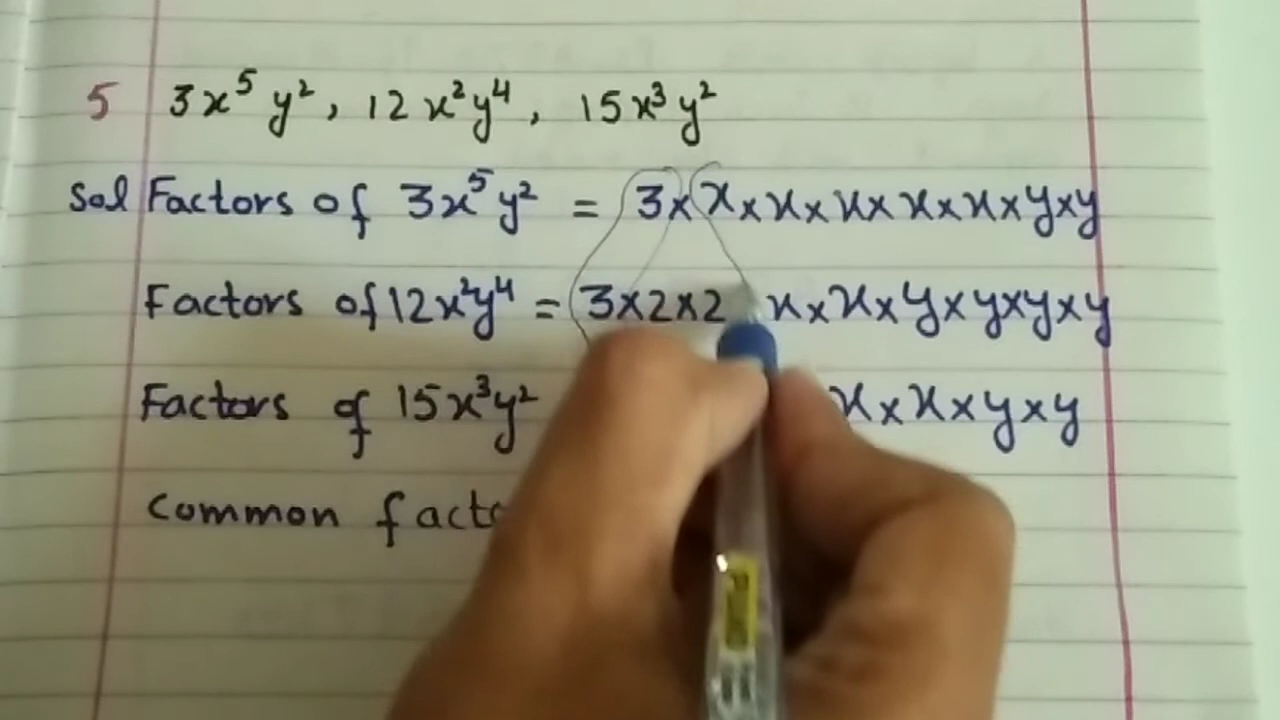 5 3x⁵y², 12x²y⁴, 15x³y²
Sol Factors of 3x⁵y² = 3×x×x×x×x×x×y×y
Factors of 12x²y⁴ = 3×2×2 x×x×y×y×y×y
Factors of 15x³y² x×x×y×y
Common